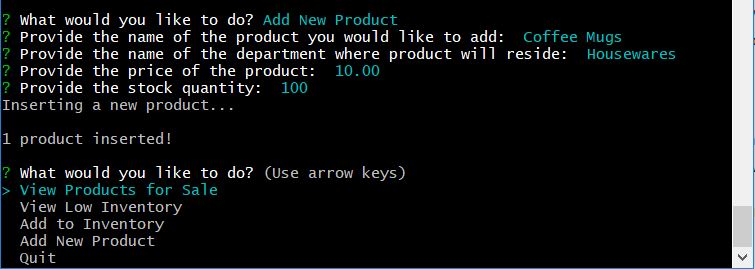 ? What would you like to do? Add New Product
? Provide the name of the product you would like to add:  Coffee Mugs
? Provide the name of the department where product will reside:  Housewares
? Provide the price of the product:  10.00
? Provide the stock quantity:  100
Inserting a new product...
1 product inserted!
? What would you like to do? (Use arrow keys)
> View Products for Sale
View Low Inventory
Add to Inventory
Add New Product
Quit